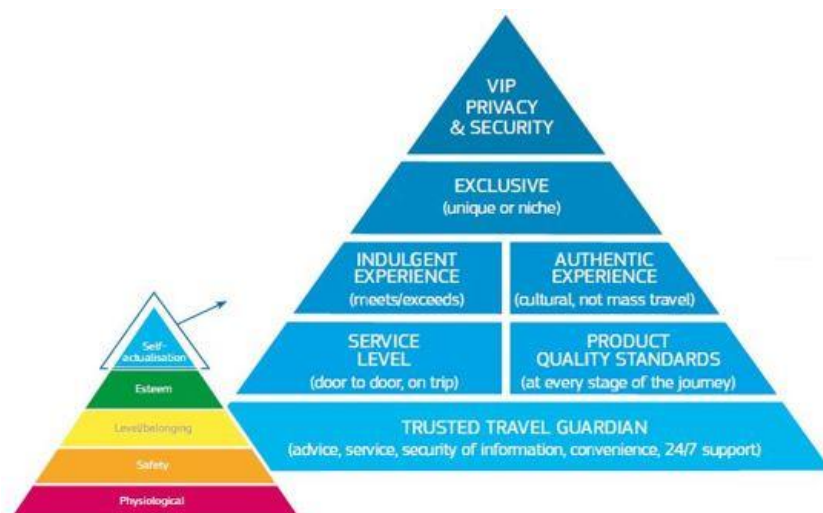 VIP
PRIVACY
& SECURITY
EXCLUSIVE
(unique or niche)
INDULGENT
EXPERIENCE
(meets/exceeds)
AUTHENTIC
EXPERIENCE
(cultural, not mass travel)
SERVICE
LEVEL
(door to door, on trip)
PRODUCT
QUALITY STANDARDS
(at every stage of the journey)
TRUSTED TRAVEL GUARDIAN
(advice, service, security of information, convenience, 24/7 support)
Self-
actualisation
Esteem
Level/belonging
Safety
Physiological